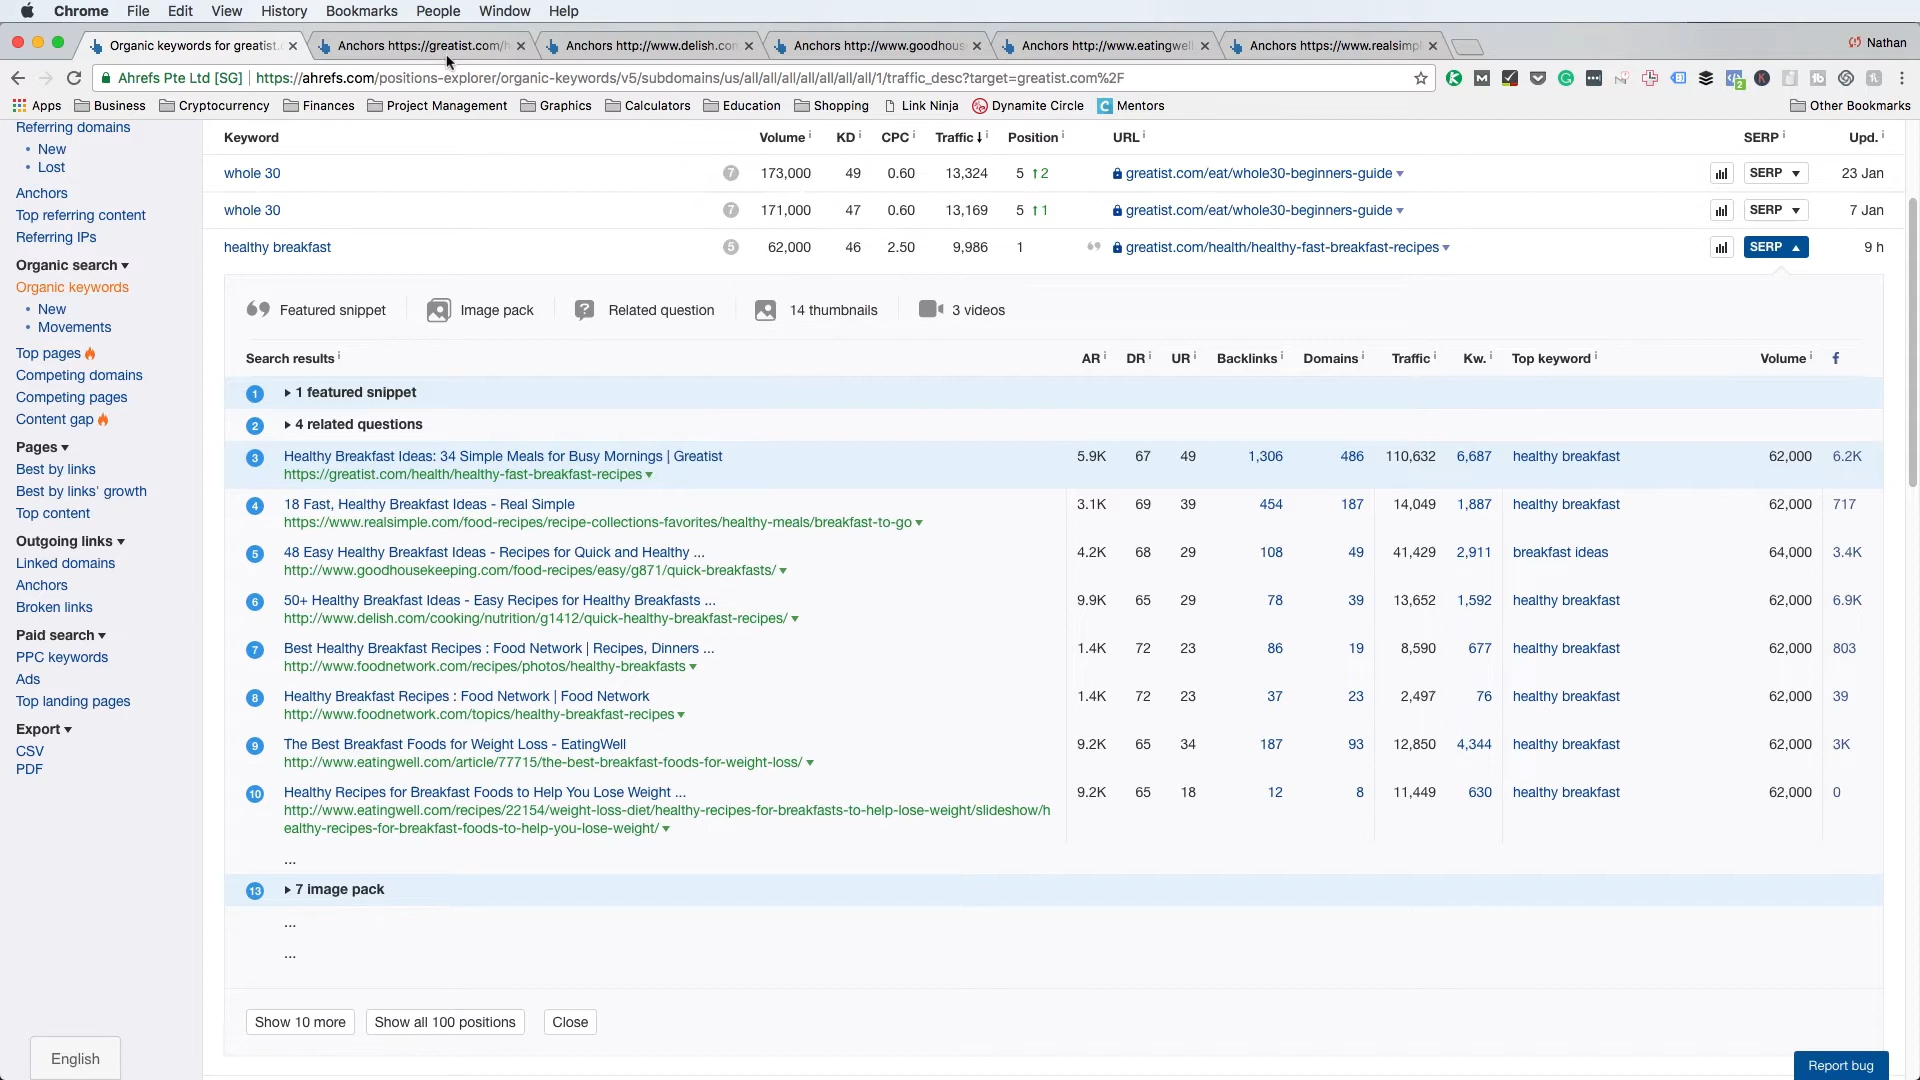 Chrome File Edit View History Bookmarks People Window Help
Organic keywords for greatist. Anchors https://greatist.com/h Anchors http://www.delish.com Anchors http://www.goodhous Anchors http://www.eatingwell Anchors https://www.realsimpl Nathan
Ahrefs Pte Ltd [SG] https://ahrefs.com/positions-explorer/organic-keywords/v5/subdomains/us/all/all/all/all/all/all/all/1/traffic_desc?target=greatist.com%2F
Apps Business Cryptocurrency Finances Project Management Graphics Calculators Education Shopping Link Ninja Dynamite Circle Mentors Other Bookmarks
Referring domains
• New
• Lost
Anchors
Top referring content
Referring IPs
Organic search
Organic keywords
• New
• Movements
Top pages
Competing domains
Competing pages
Content gap
Pages
Best by links
Best by links' growth
Top content
Outgoing links
Linked domains
Anchors
Broken links
Paid search
PPC keywords
Ads
Top landing pages
Export
CSV
PDF
English
Keyword Volume KD CPC Traffic Position URL SERP Upd.
whole 30 7 173,000 49 0.60 13,324 5 ↑2 greatist.com/eat/whole30-beginners-guide SERP 23 Jan
whole 30 7 171,000 47 0.60 13,169 5 ↑1 greatist.com/eat/whole30-beginners-guide SERP 7 Jan
healthy breakfast 5 62,000 46 2.50 9,986 1 greatist.com/health/healthy-fast-breakfast-recipes SERP 9 h
Featured snippet Image pack Related question 14 thumbnails 3 videos
Search results AR DR UR Backlinks Domains Traffic Kw. Top keyword Volume f
1 1 featured snippet
2 4 related questions
3 Healthy Breakfast Ideas: 34 Simple Meals for Busy Mornings | Greatist 5.9K 67 49 1,306 486 110,632 6,687 healthy breakfast 62,000 6.2K
https://greatist.com/health/healthy-fast-breakfast-recipes
4 18 Fast, Healthy Breakfast Ideas - Real Simple 3.1K 69 39 454 187 14,049 1,887 healthy breakfast 62,000 717
https://www.realsimple.com/food-recipes/recipe-collections-favorites/healthy-meals/breakfast-to-go
5 48 Easy Healthy Breakfast Ideas - Recipes for Quick and Healthy ... 4.2K 68 29 108 49 41,429 2,911 breakfast ideas 64,000 3.4K
http://www.goodhousekeeping.com/food-recipes/easy/g871/quick-breakfasts/
6 50+ Healthy Breakfast Ideas - Easy Recipes for Healthy Breakfasts ... 9.9K 65 29 78 39 13,652 1,592 healthy breakfast 62,000 6.9K
http://www.delish.com/cooking/nutrition/g1412/quick-healthy-breakfast-recipes/
7 Best Healthy Breakfast Recipes : Food Network | Recipes, Dinners ... 1.4K 72 23 86 19 8,590 677 healthy breakfast 62,000 803
http://www.foodnetwork.com/recipes/photos/healthy-breakfasts
8 Healthy Breakfast Recipes : Food Network | Food Network 1.4K 72 23 37 23 2,497 76 healthy breakfast 62,000 39
http://www.foodnetwork.com/topics/healthy-breakfast-recipes
9 The Best Breakfast Foods for Weight Loss - EatingWell 9.2K 65 34 187 93 12,850 4,344 healthy breakfast 62,000 3K
http://www.eatingwell.com/article/77715/the-best-breakfast-foods-for-weight-loss/
10 Healthy Recipes for Breakfast Foods to Help You Lose Weight ... 9.2K 65 18 12 8 11,449 630 healthy breakfast 62,000 0
http://www.eatingwell.com/recipes/22154/weight-loss-diet/healthy-recipes-for-breakfasts-to-help-lose-weight/slideshow/h
ealthy-recipes-for-breakfast-foods-to-help-you-lose-weight/
...
13 7 image pack
...
...
Show 10 more Show all 100 positions Close
Report bug